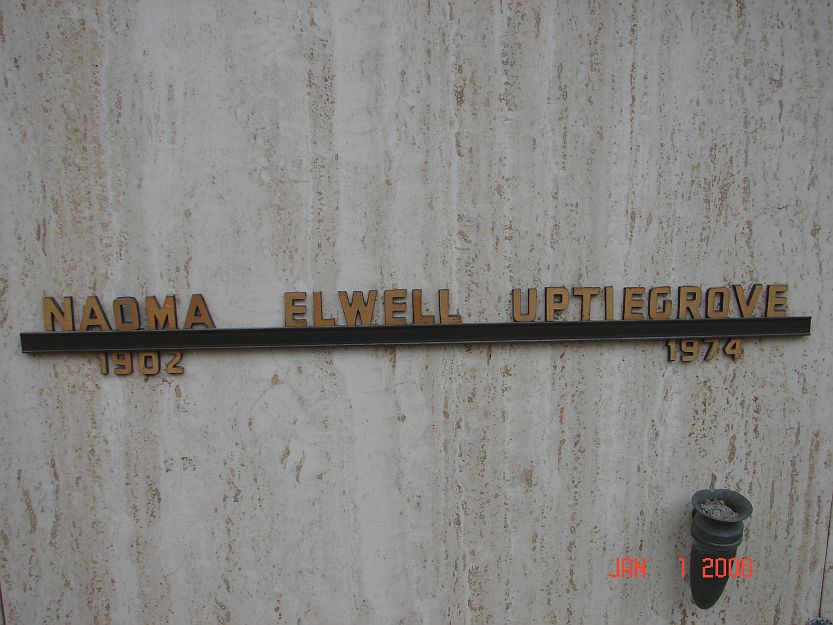 NAOMA ELWELL UPTIEGROVE
1902 1974
JAN 1 2006